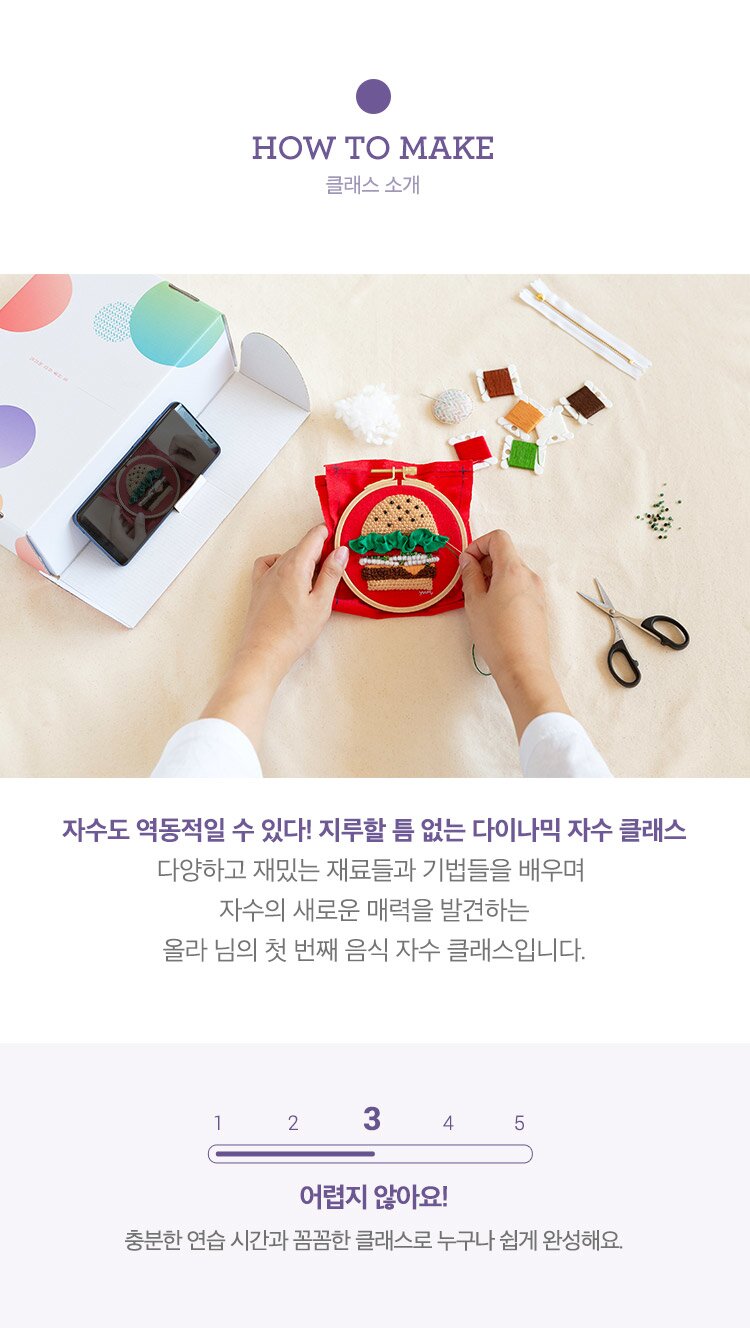 HOW TO MAKE
클래스 소개
자수도 역동적일 수 있다! 지루할 틈 없는 다이나믹 자수 클래스
다양하고 재밌는 재료들과 기법들을 배우며
자수의 새로운 매력을 발견하는
올라 님의 첫 번째 음식 자수 클래스입니다.
1 2 3 4 5
어렵지 않아요!
충분한 연습 시간과 꼼꼼한 클래스로 누구나 쉽게 완성해요.